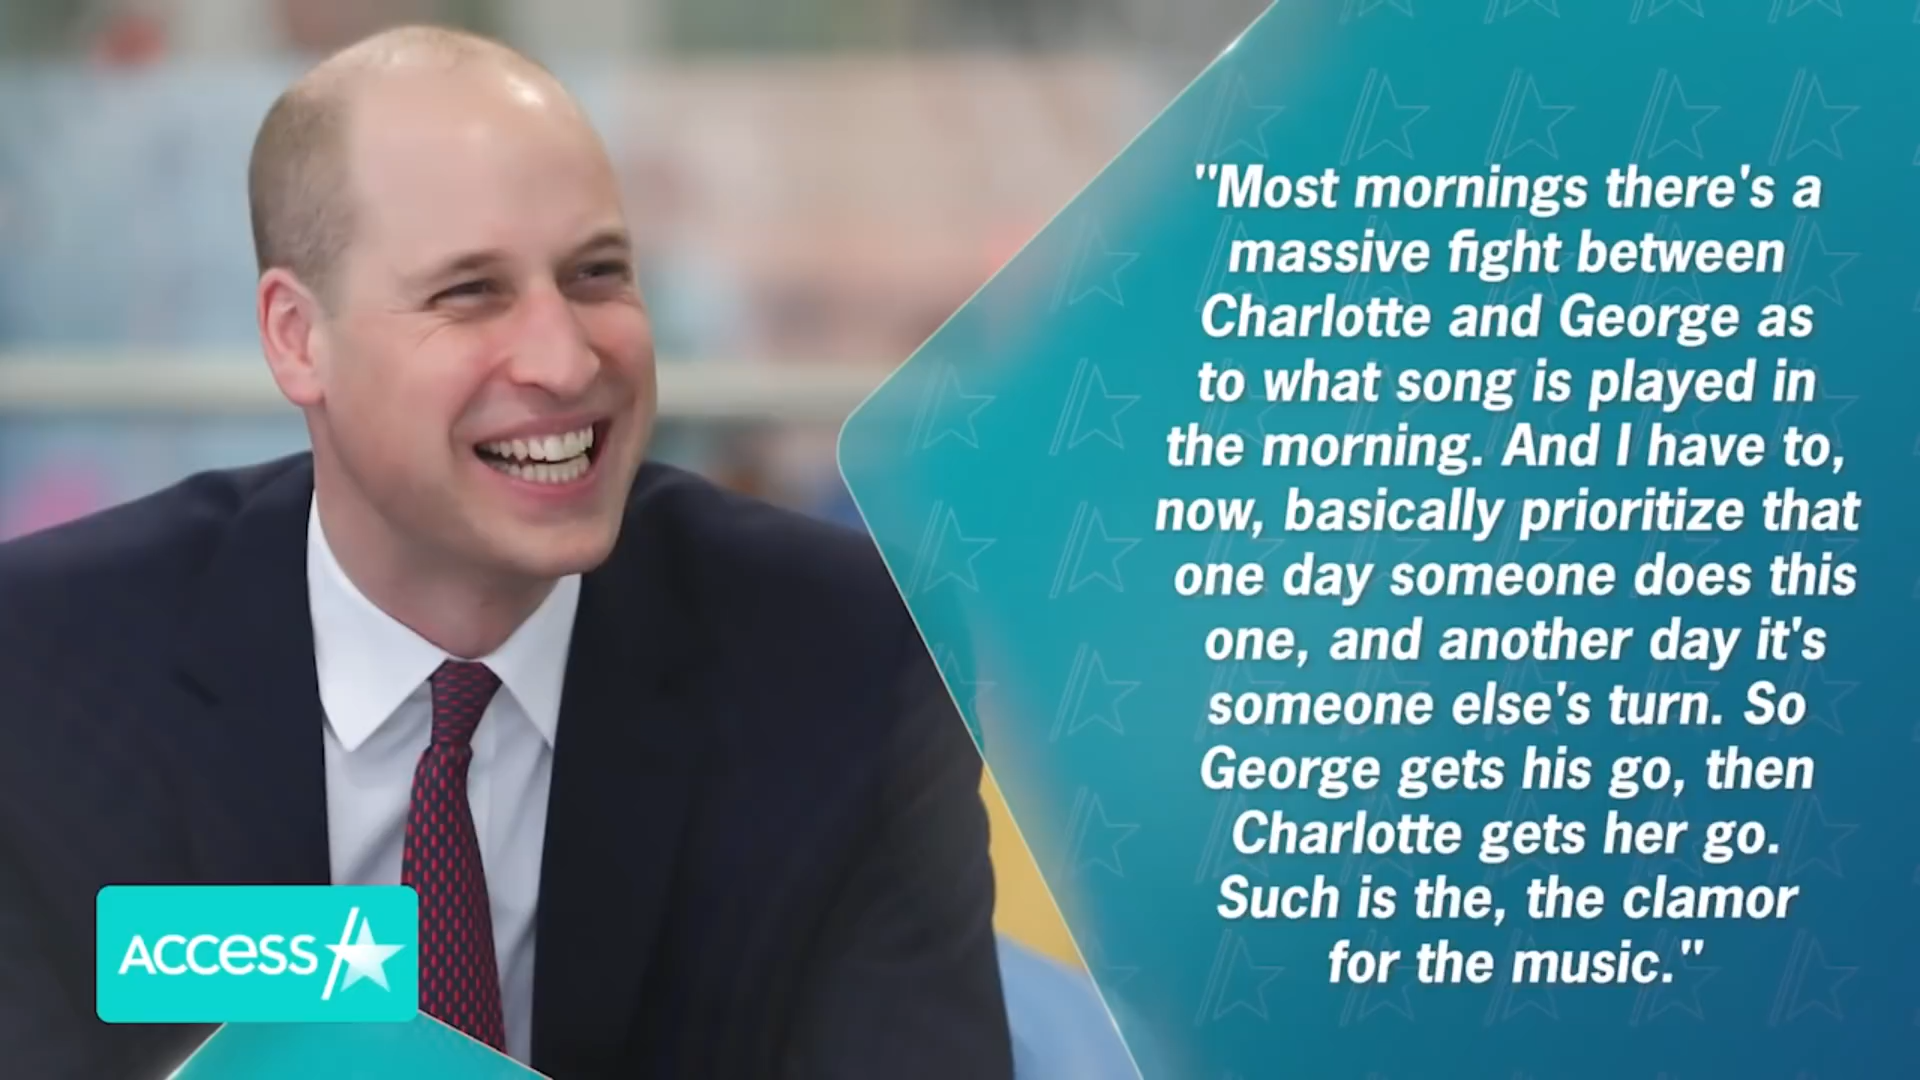 "Most mornings there's a
massive fight between
Charlotte and George as
to what song is played in
the morning. And I have to,
now, basically prioritize that
one day someone does this
one, and another day it's
someone else's turn. So
George gets his go, then
Charlotte gets her go.
Such is the, the clamor
for the music."
access